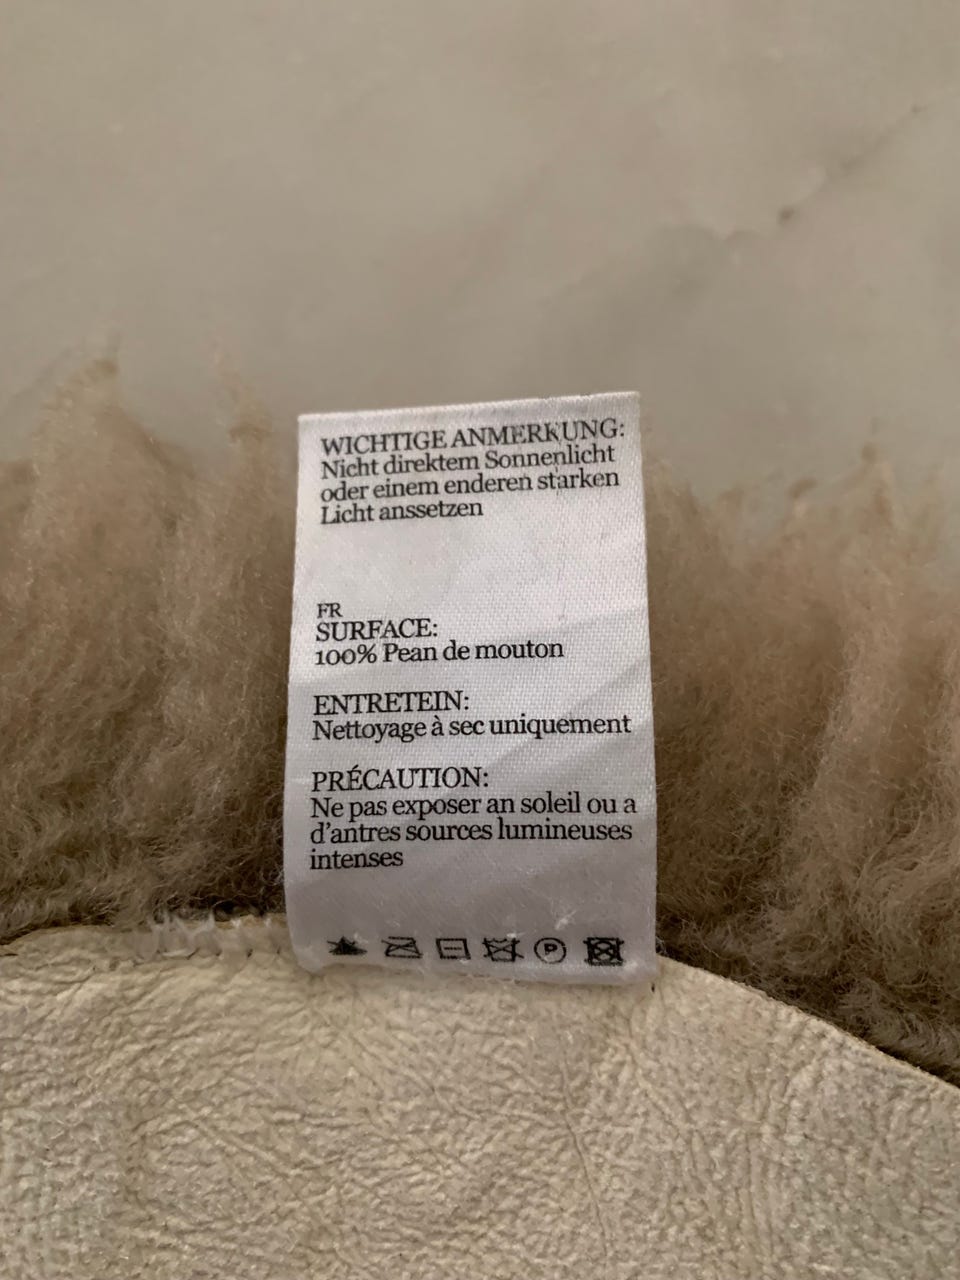 WICHTIGE ANMERKUNG:
Nicht direktem Sonnenlicht
oder einem enderen starken
Licht anssetzen
FR
SURFACE:
100% Pean de mouton
ENTRETEIN:
Nettoyage à sec uniquement
PRÉCAUTION:
Ne pas exposer an soleil ou a
d'antres sources lumineuses
intenses
P